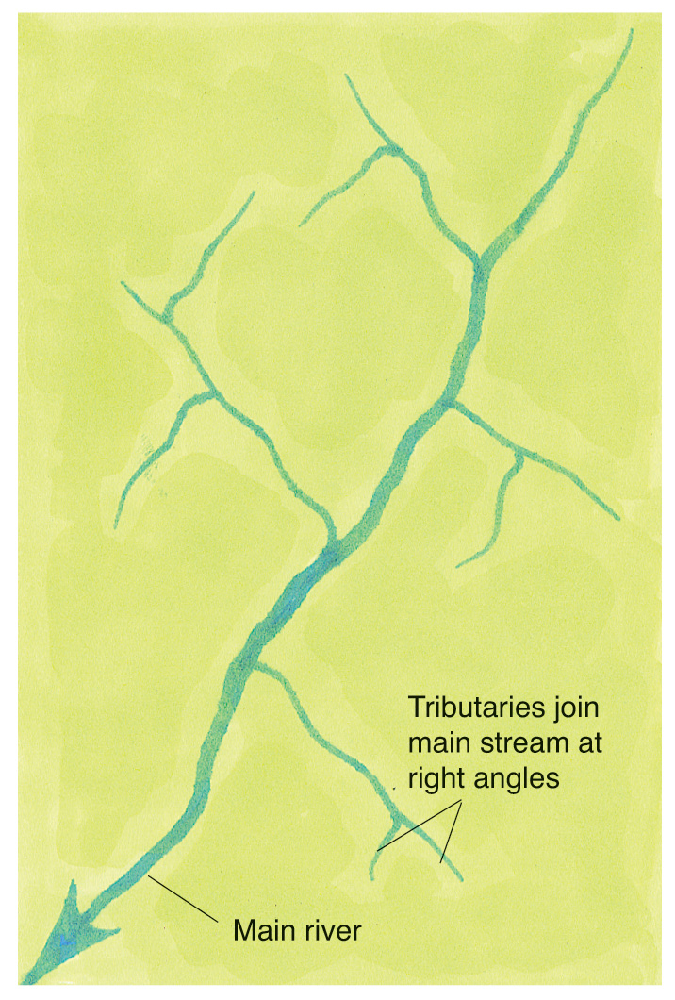 Tributaries join
main stream at
right angles
Main river